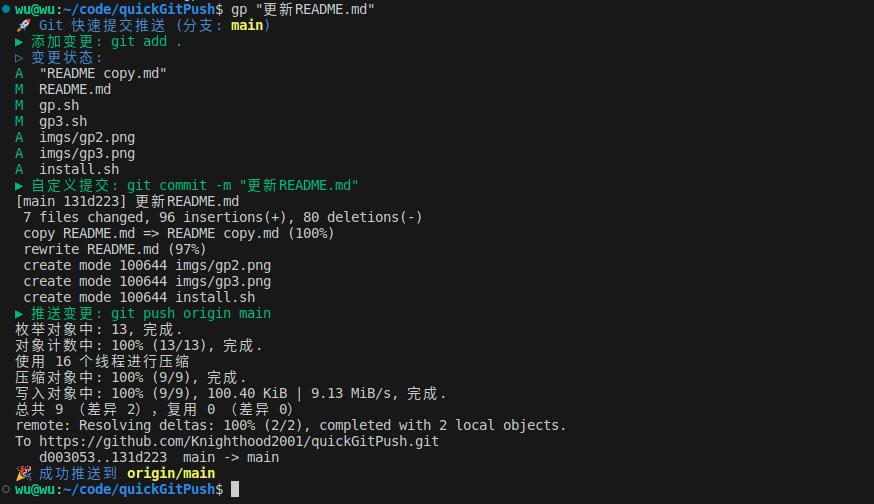 wu@wu:~/code/quickGitPush$ gp "更新README.md"
🚀 Git 快速提交推送 (分支: main)
▶ 添加变更: git add .
▷ 变更状态:
A  "README copy.md"
M  README.md
M  gp.sh
M  gp3.sh
A  imgs/gp2.png
A  imgs/gp3.png
A  install.sh
▶ 自定义提交: git commit -m "更新README.md"
[main 131d223] 更新README.md
 7 files changed, 96 insertions(+), 80 deletions(-)
 copy README.md => README copy.md (100%)
 rewrite README.md (97%)
 create mode 100644 imgs/gp2.png
 create mode 100644 imgs/gp3.png
 create mode 100644 install.sh
▶ 推送变更: git push origin main
枚举对象中: 13, 完成.
对象计数中: 100% (13/13), 完成.
使用 16 个线程进行压缩
压缩对象中: 100% (9/9), 完成.
写入对象中: 100% (9/9), 100.40 KiB | 9.13 MiB/s, 完成.
总共 9 （差异 2），复用 0 （差异 0）
remote: Resolving deltas: 100% (2/2), completed with 2 local objects.
To https://github.com/Knighthood2001/quickGitPush.git
   d003053..131d223  main -> main
🎉 成功推送到 origin/main
wu@wu:~/code/quickGitPush$